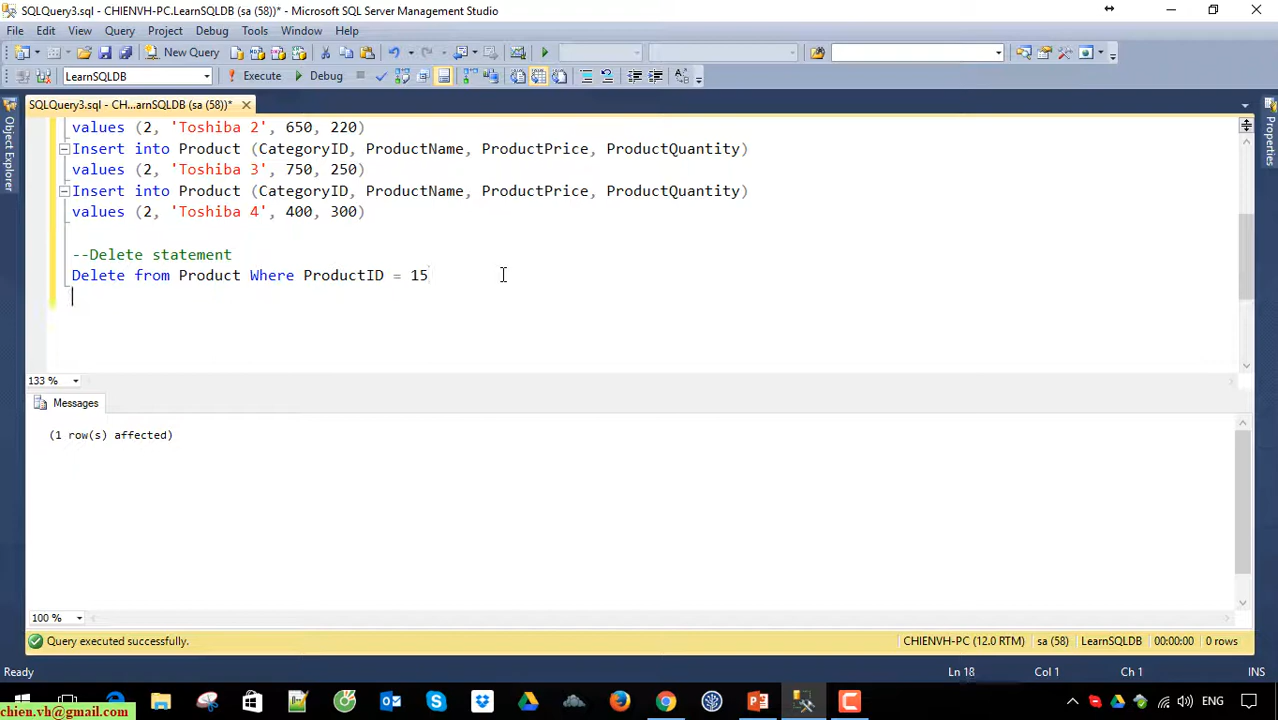 SQLQuery3.sql - CHIENVH-PC.LearnSQLDB (sa (58))* - Microsoft SQL Server Management Studio
File Edit View Query Project Debug Tools Window Help
New Query
LearnSQLDB Execute Debug
SQLQuery3.sql - CH...arnSQLDB (sa (58))*
Object Explorer
Properties
values (2, 'Toshiba 2', 650, 220)
Insert into Product (CategoryID, ProductName, ProductPrice, ProductQuantity)
values (2, 'Toshiba 3', 750, 250)
Insert into Product (CategoryID, ProductName, ProductPrice, ProductQuantity)
values (2, 'Toshiba 4', 400, 300)
--Delete statement
Delete from Product Where ProductID = 15
133 %
Messages
(1 row(s) affected)
100 %
Query executed successfully. CHIENVH-PC (12.0 RTM) sa (58) LearnSQLDB 00:00:00 0 rows
Ready Ln 18 Col 1 Ch 1 INS
ENG
chien.vh@gmail.com